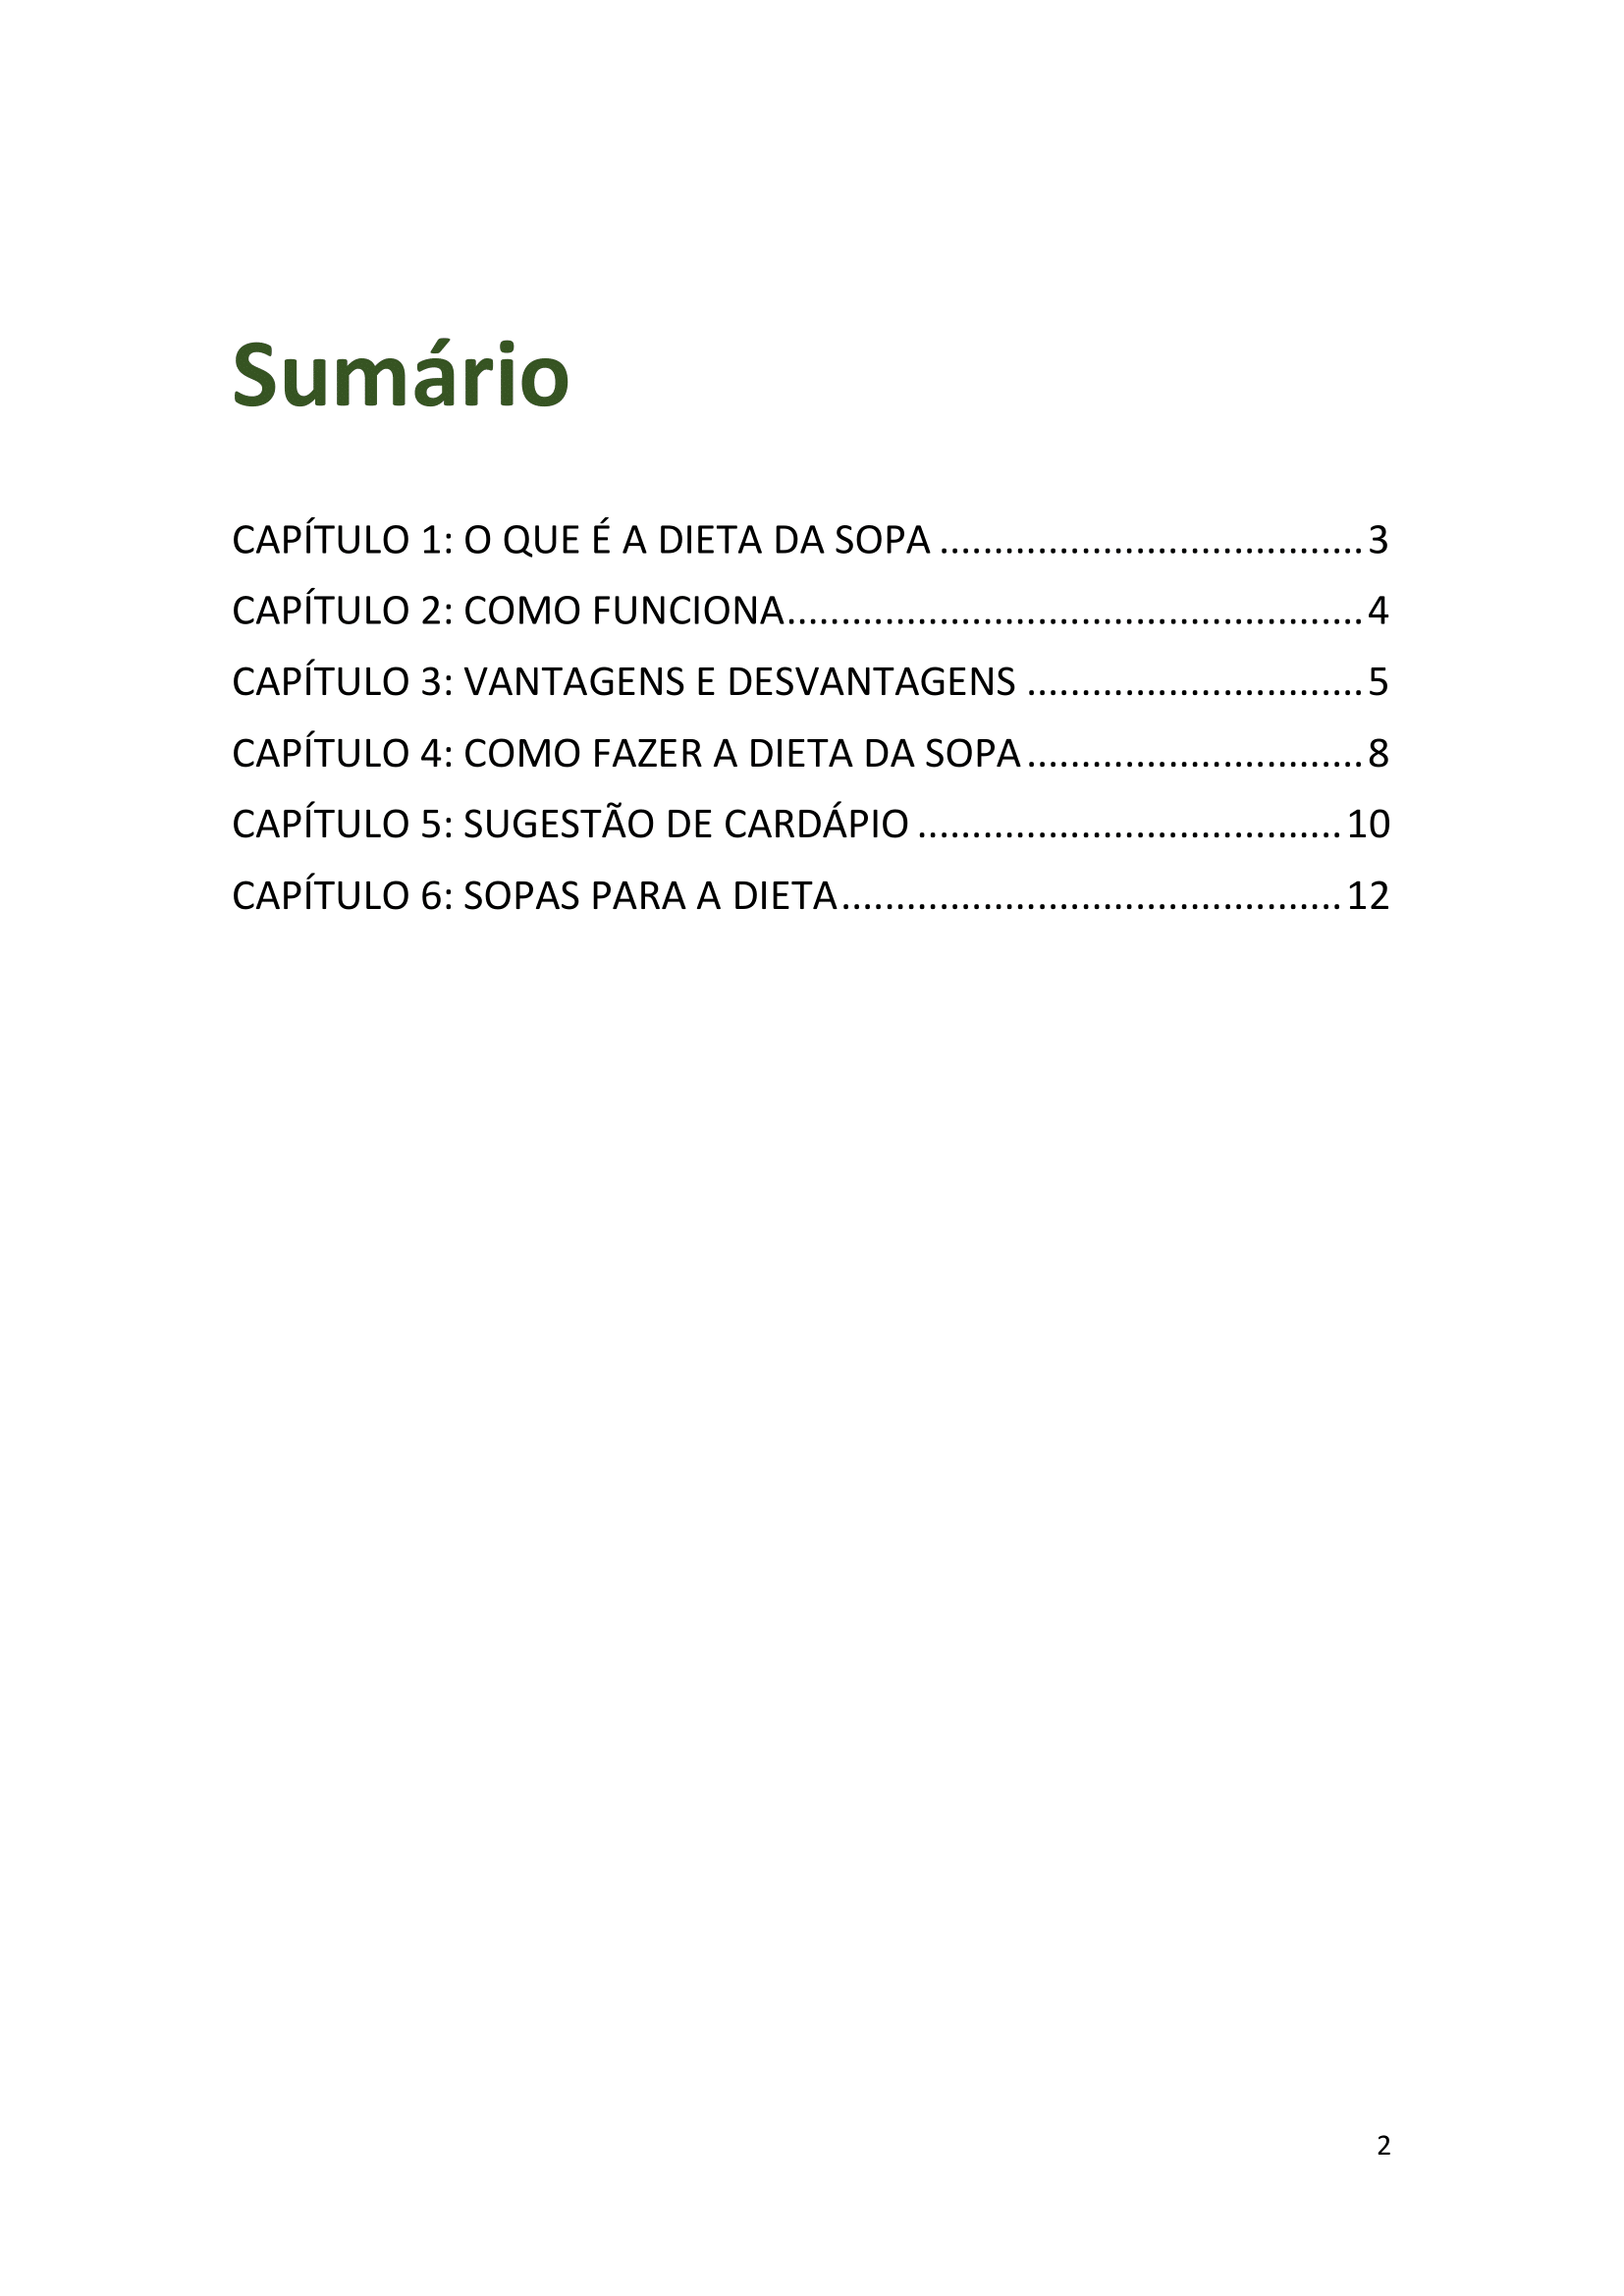 Sumário
CAPÍTULO 1: O QUE É A DIETA DA SOPA ....................................... 3
CAPÍTULO 2: COMO FUNCIONA..................................................... 4
CAPÍTULO 3: VANTAGENS E DESVANTAGENS ............................... 5
CAPÍTULO 4: COMO FAZER A DIETA DA SOPA............................... 8
CAPÍTULO 5: SUGESTÃO DE CARDÁPIO ....................................... 10
CAPÍTULO 6: SOPAS PARA A DIETA.............................................. 12
2